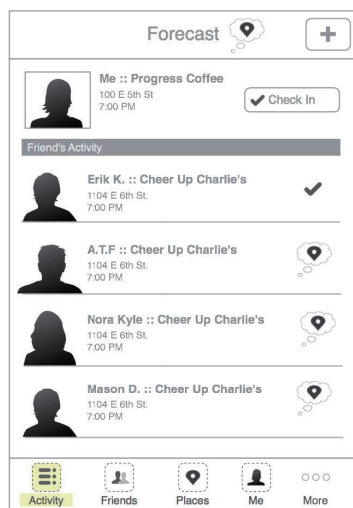 Forecast
Me :: Progress Coffee
100 E 5th St
7:00 PM
Check In
Friend's Activity
Erik K. :: Cheer Up Charlie's
1104 E 6th St.
7:00 PM
A.T.F :: Cheer Up Charlie's
1104 E 6th St.
7:00 PM
Nora Kyle :: Cheer Up Charlie's
1104 E 6th St.
7:00 PM
Mason D. :: Cheer Up Charlie's
1104 E 6th St.
7:00 PM
Activity Friends Places Me More